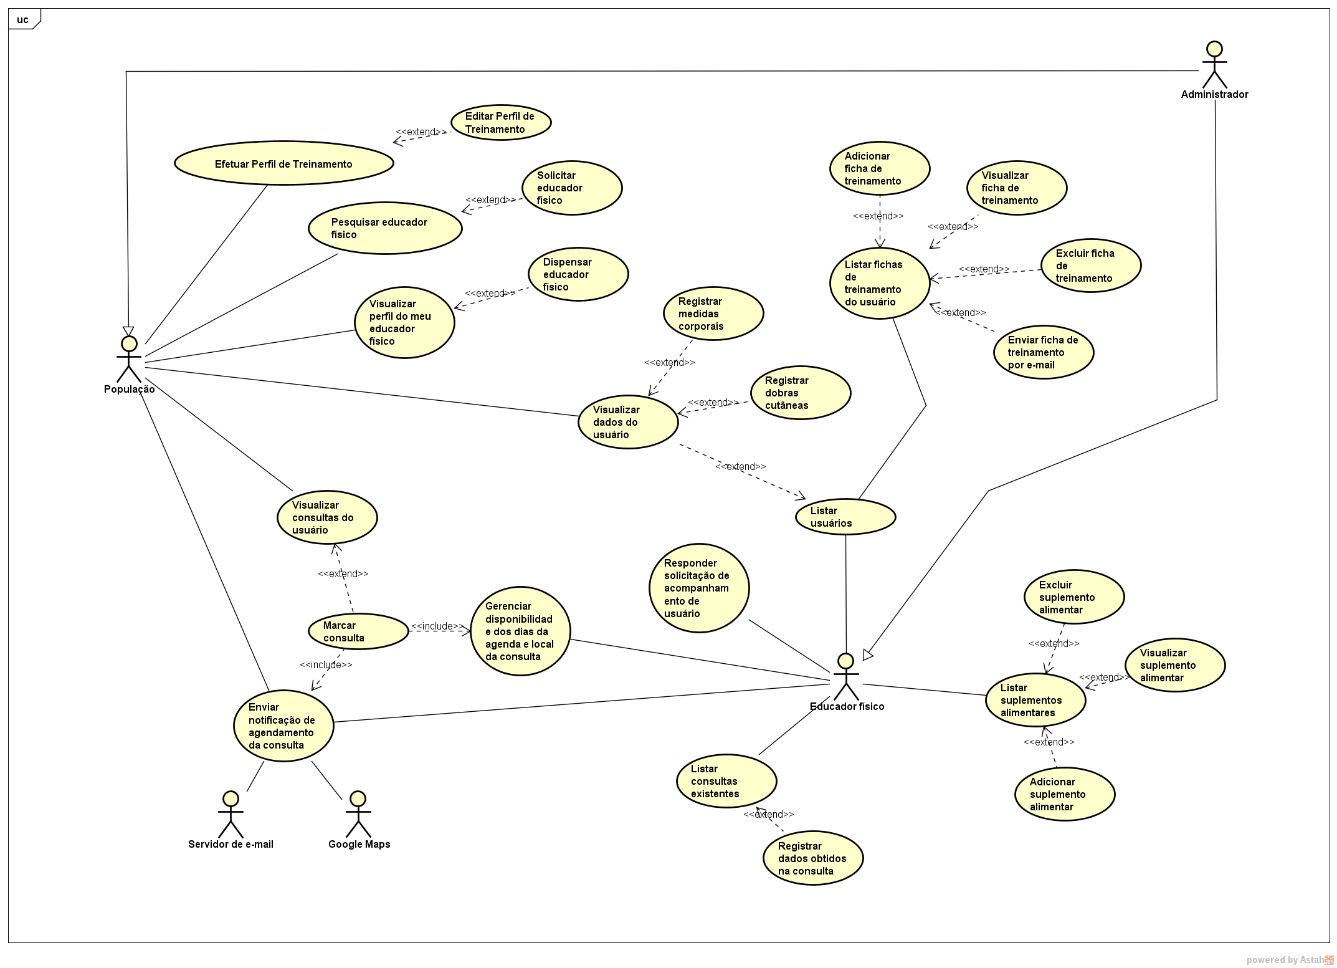 uc
Administrador
Editar Perfil de
Treinamento
<<extend>>
Efetuar Perfil de Treinamento
Solicitar
educador
físico
<<extend>>
Pesquisar educador
físico
Dispensar
educador
físico
<<extend>>
Visualizar
perfil do meu
educador
físico
População
Adicionar
ficha de
treinamento
<<extend>>
Visualizar
ficha de
treinamento
<<extend>>
Excluir ficha
de
treinamento
<<extend>>
Listar fichas
de
treinamento
do usuário
<<extend>>
Enviar ficha de
treinamento
por e-mail
Registrar
medidas
corporais
<<extend>>
Registrar
dobras
cutâneas
<<extend>>
Visualizar
dados do
usuário
<<extend>>
Listar
usuários
Visualizar
consultas do
usuário
<<extend>>
Marcar
consulta
<<include>>
Gerenciar
disponibilidad
e dos dias da
agenda e local
da consulta
<<include>>
Enviar
notificação de
agendamento
da consulta
Servidor de e-mail
Google Maps
Responder
solicitação de
acompanham
ento de
usuário
Educador físico
Excluir
suplemento
alimentar
<<extend>>
Visualizar
suplemento
alimentar
<<extend>>
Listar
suplementos
alimentares
<<extend>>
Adicionar
suplemento
alimentar
Listar
consultas
existentes
<<extend>>
Registrar
dados obtidos
na consulta
powered by Astah